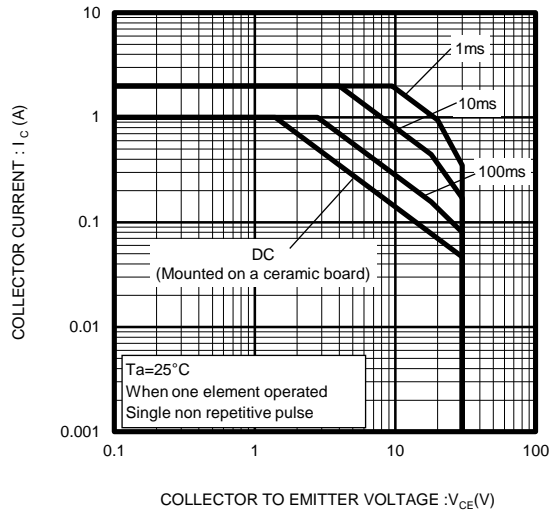 10
1ms
1
10ms
100ms
0.1
DC
(Mounted on a ceramic board)
0.01
Ta=25°C
When one element operated
Single non repetitive pulse
0.001
0.1
1
10
100
COLLECTOR CURRENT : I C (A)
COLLECTOR TO EMITTER VOLTAGE :VCE(V)